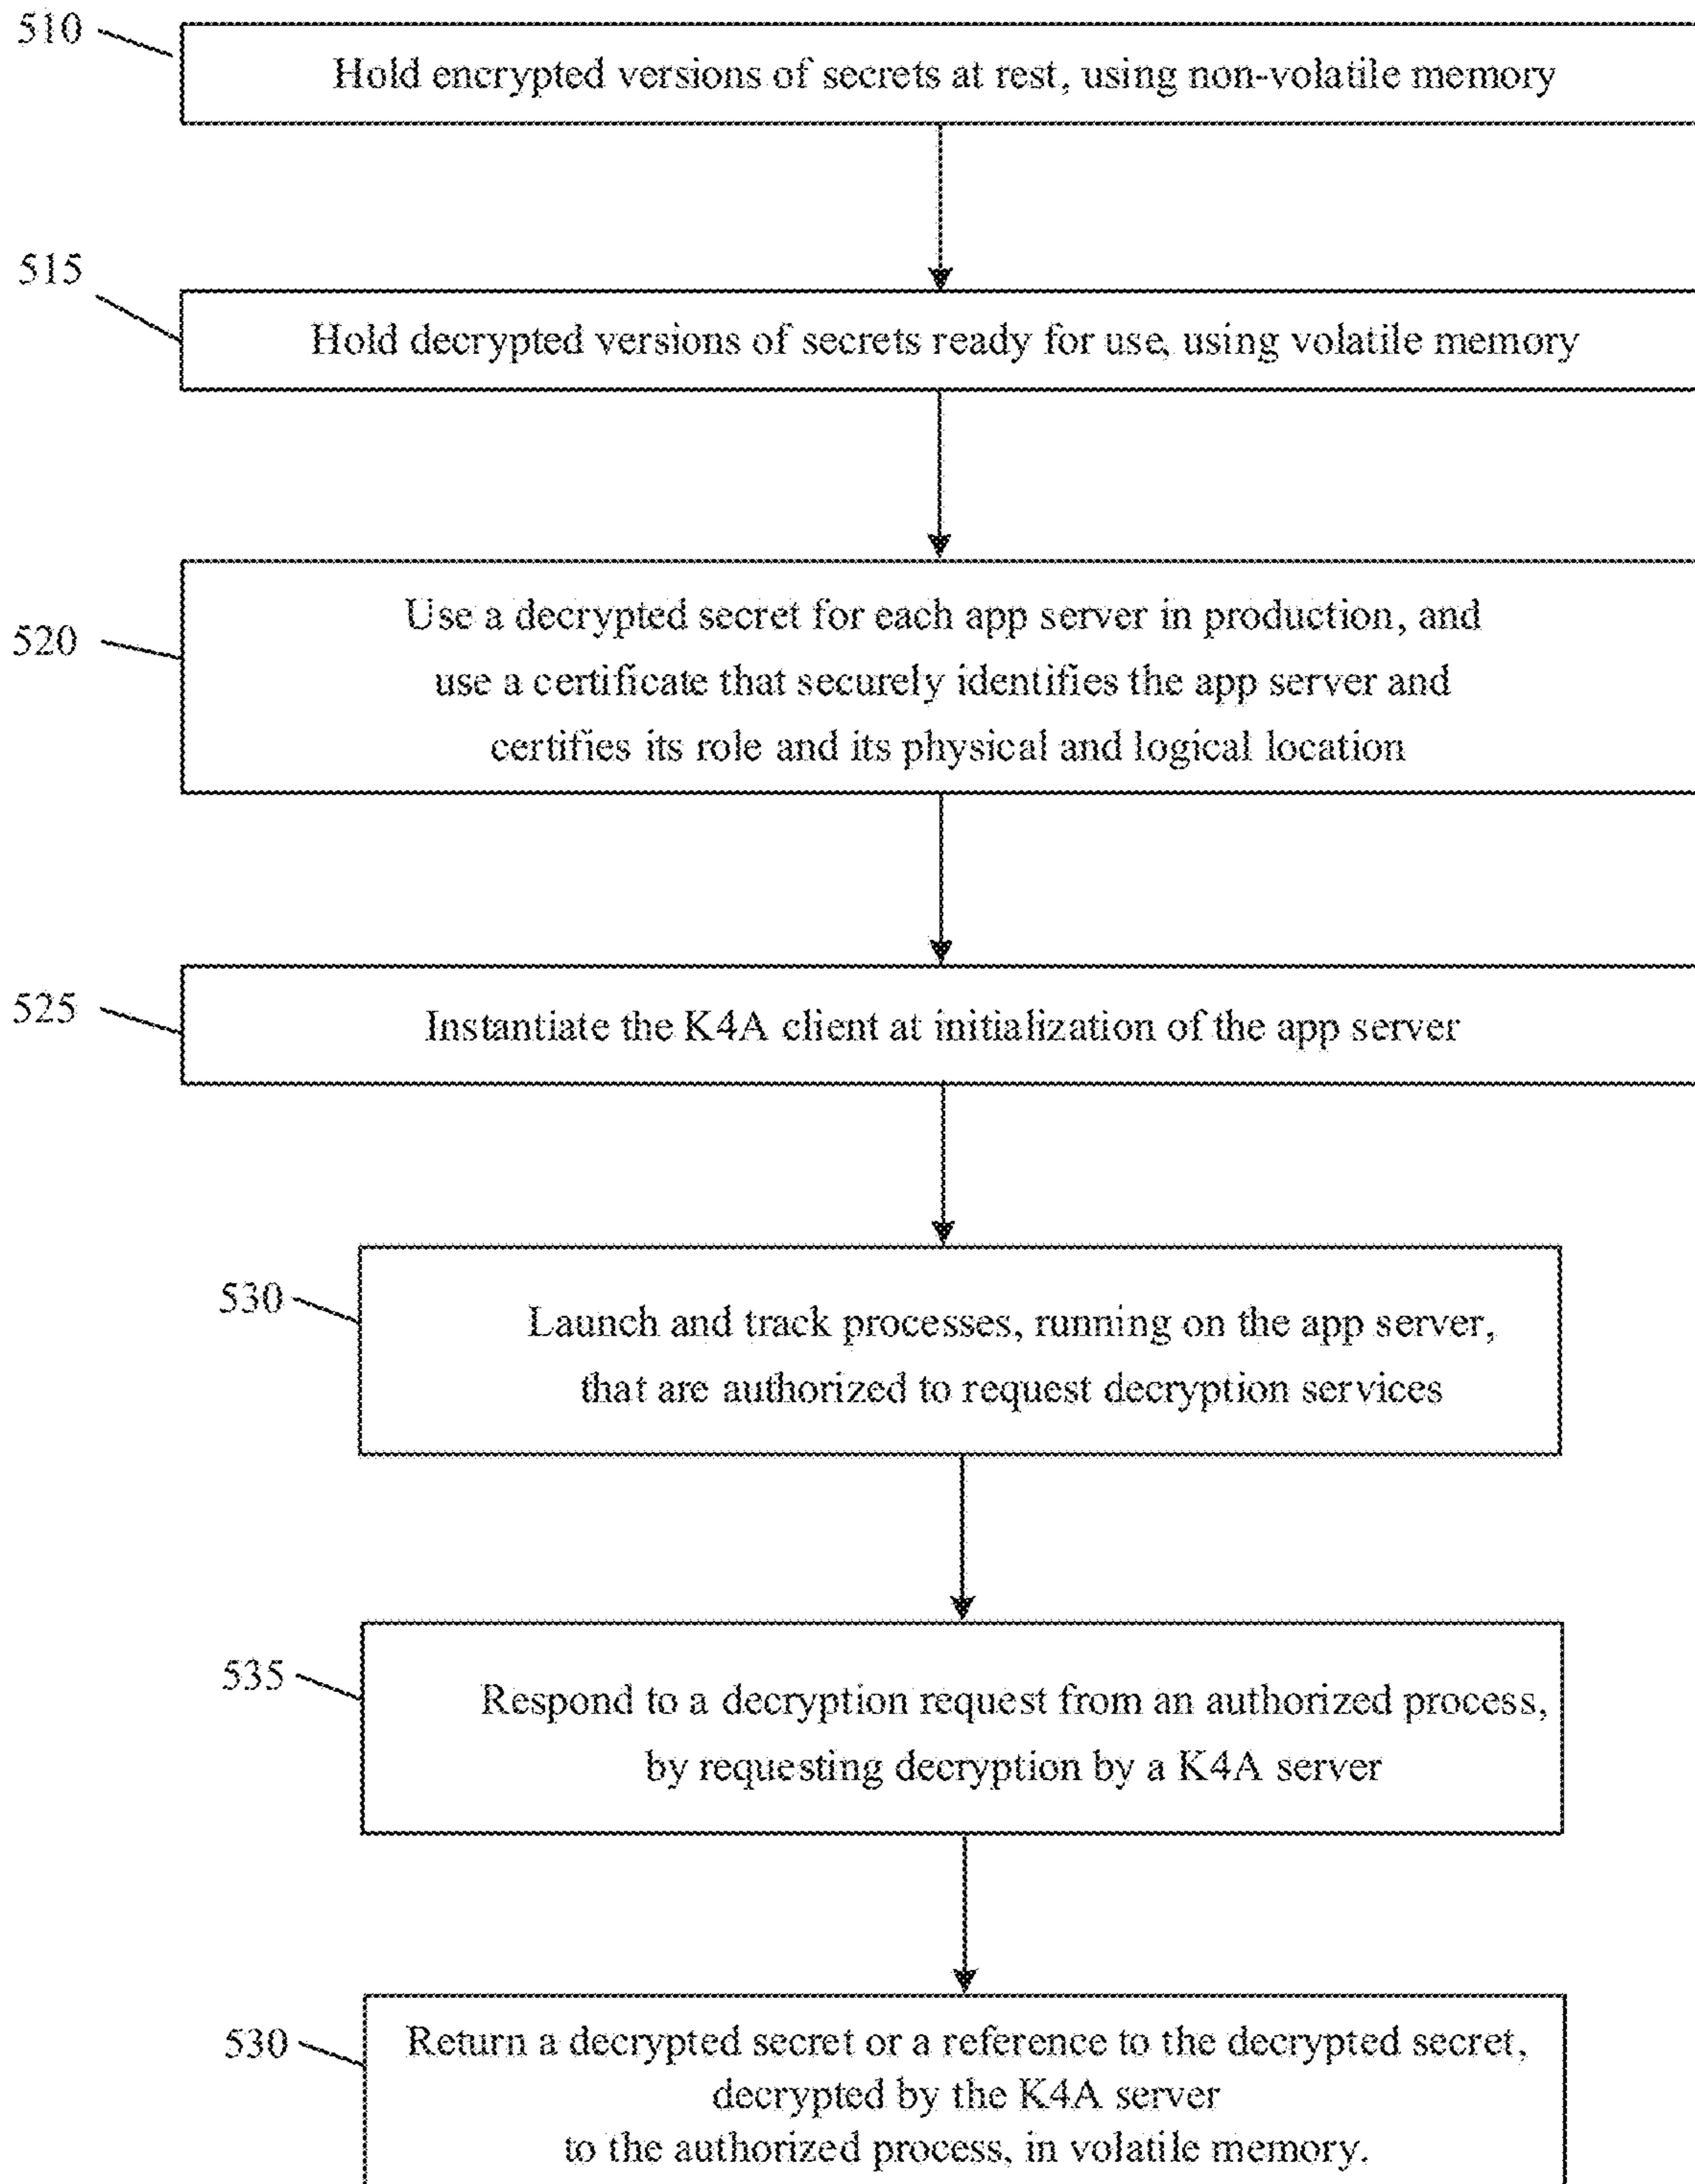 510
Hold encrypted versions of secrets at rest, using non-volatile memory
515
Hold decrypted versions of secrets ready for use, using volatile memory
520
Use a decrypted secret for each app server in production, and
use a certificate that securely identifies the app server and
certifies its role and its physical and logical location
525
Instantiate the K4A client at initialization of the app server
530
Launch and track processes, running on the app server,
that are authorized to request decryption services
535
Respond to a decryption request from an authorized process,
by requesting decryption by a K4A server
530
Return a decrypted secret or a reference to the decrypted secret,
decrypted by the K4A server
to the authorized process, in volatile memory.